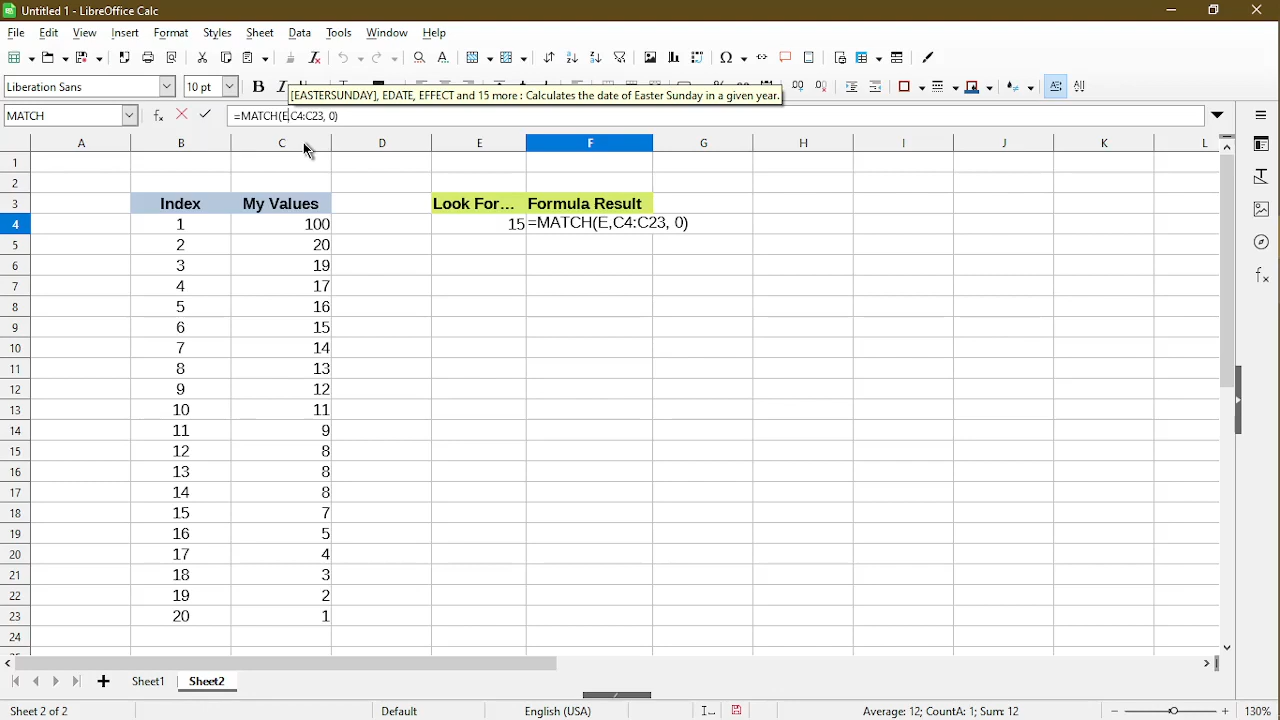 Untitled 1 - LibreOffice Calc
File Edit View Insert Format Styles Sheet Data Tools Window Help
Liberation Sans 10 pt B I
[EASTERSUNDAY], EDATE, EFFECT and 15 more : Calculates the date of Easter Sunday in a given year.
MATCH fx =MATCH(E,C4:C23, 0)
A B C D E F G H I J K L
1
2
3 Index My Values Look For... Formula Result
4 1 100 15 =MATCH(E,C4:C23, 0)
5 2 20
6 3 19
7 4 17
8 5 16
9 6 15
10 7 14
11 8 13
12 9 12
13 10 11
14 11 9
15 12 8
16 13 8
17 14 8
18 15 7
19 16 5
20 17 4
21 18 3
22 19 2
23 20 1
24
Sheet1 Sheet2
Sheet 2 of 2 Default English (USA) Average: 12; CountA: 1; Sum: 12 130%